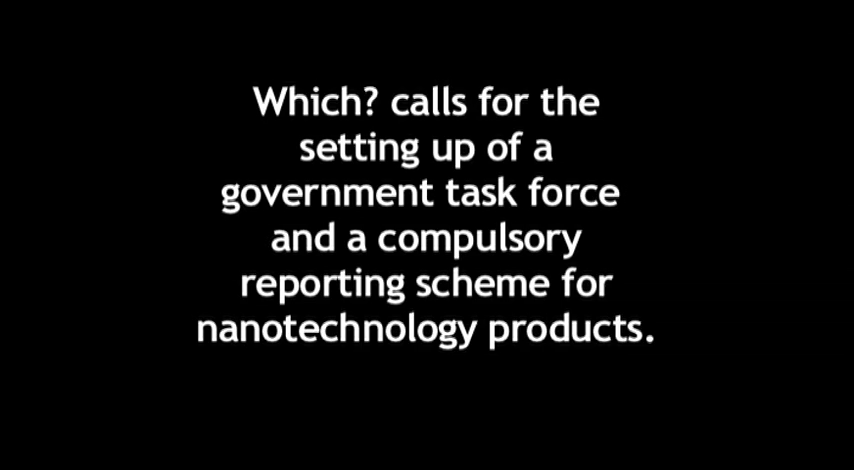 Which? calls for the
setting up of a
government task force
and a compulsory
reporting scheme for
nanotechnology products.